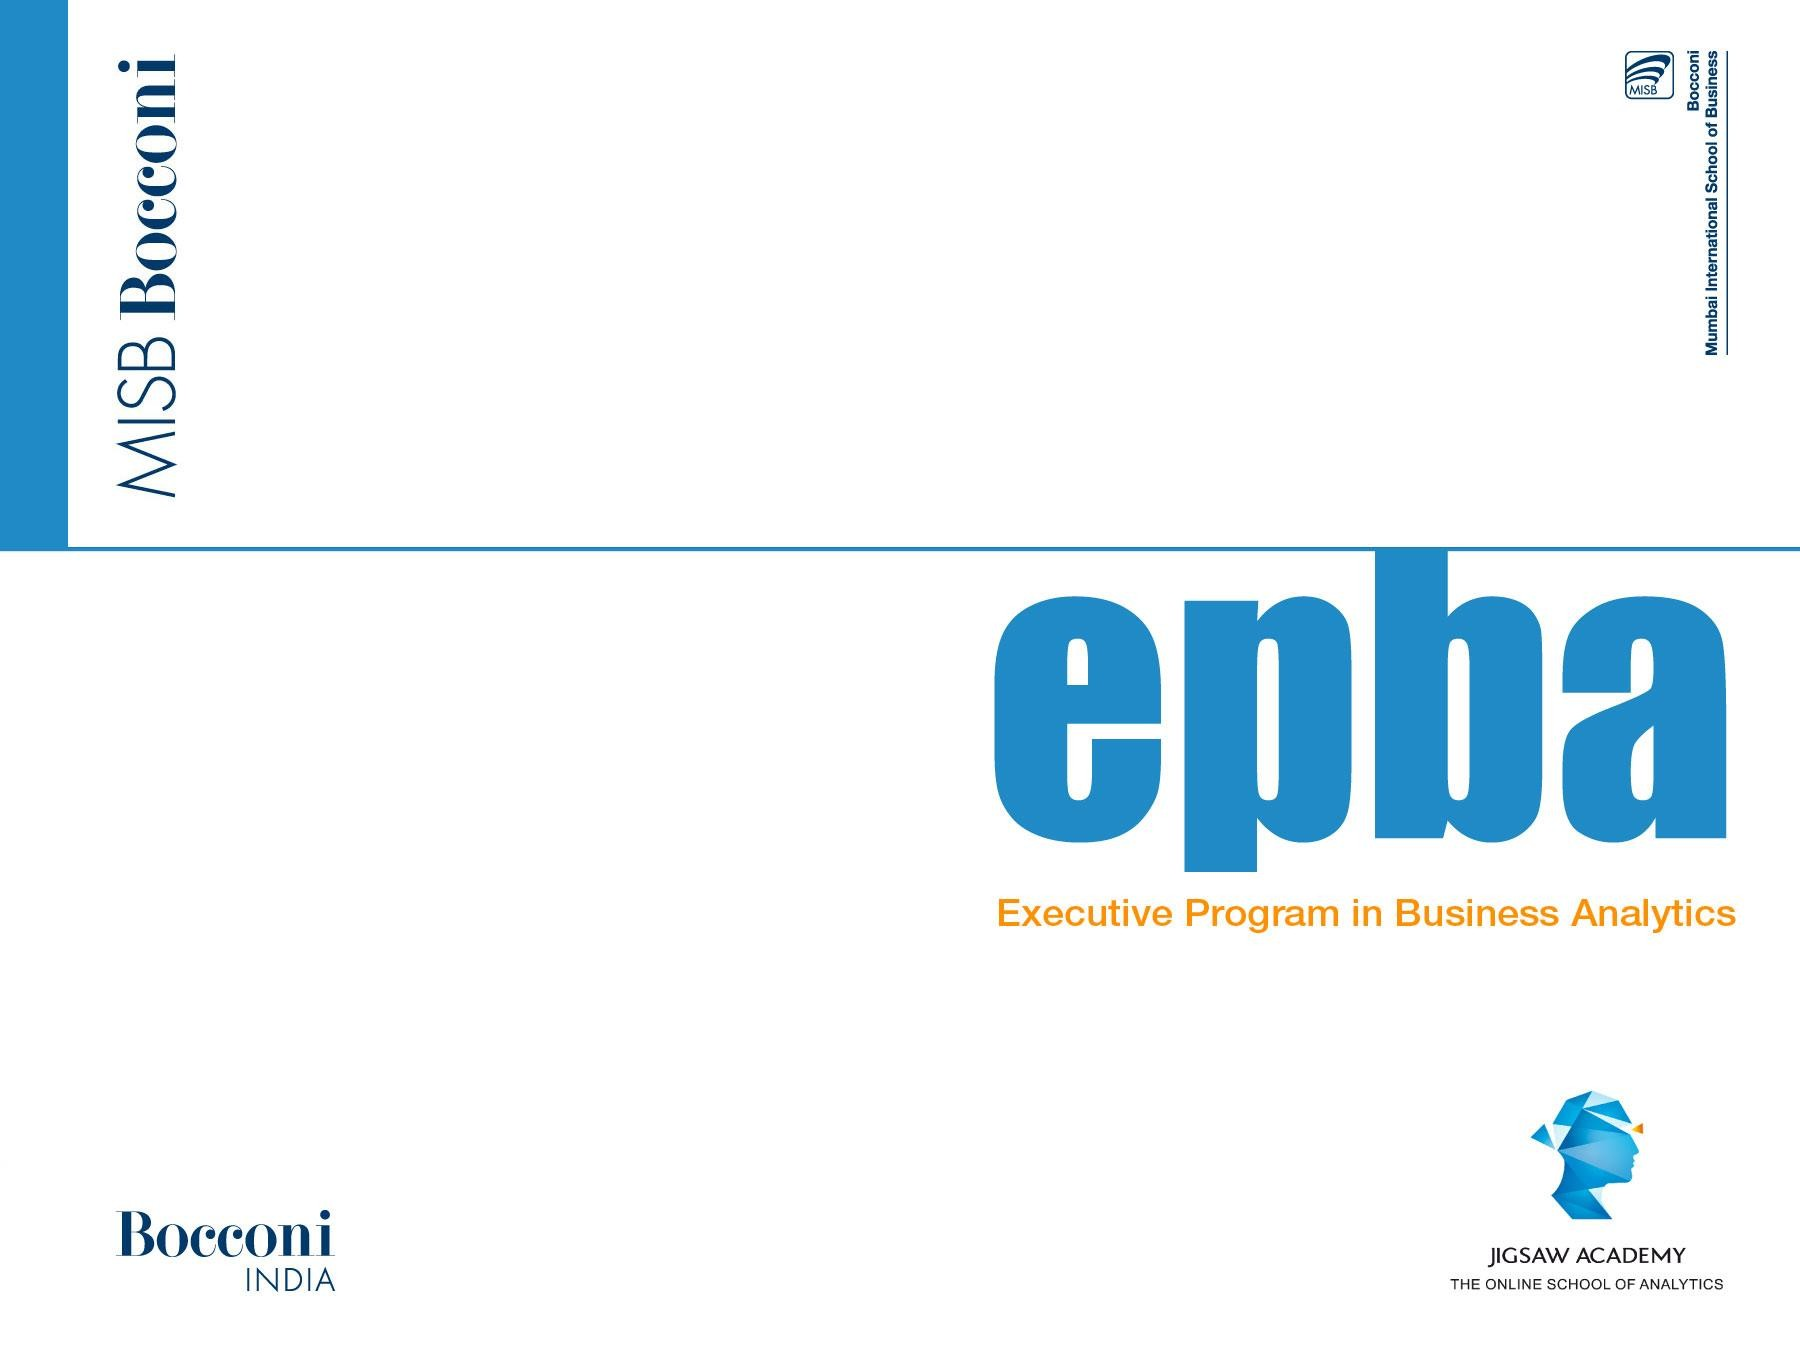 MISB Bocconi
MISB
Bocconi
Mumbai International School of Business
epba
Executive Program in Business Analytics
Bocconi
INDIA
JIGSAW ACADEMY
THE ONLINE SCHOOL OF ANALYTICS